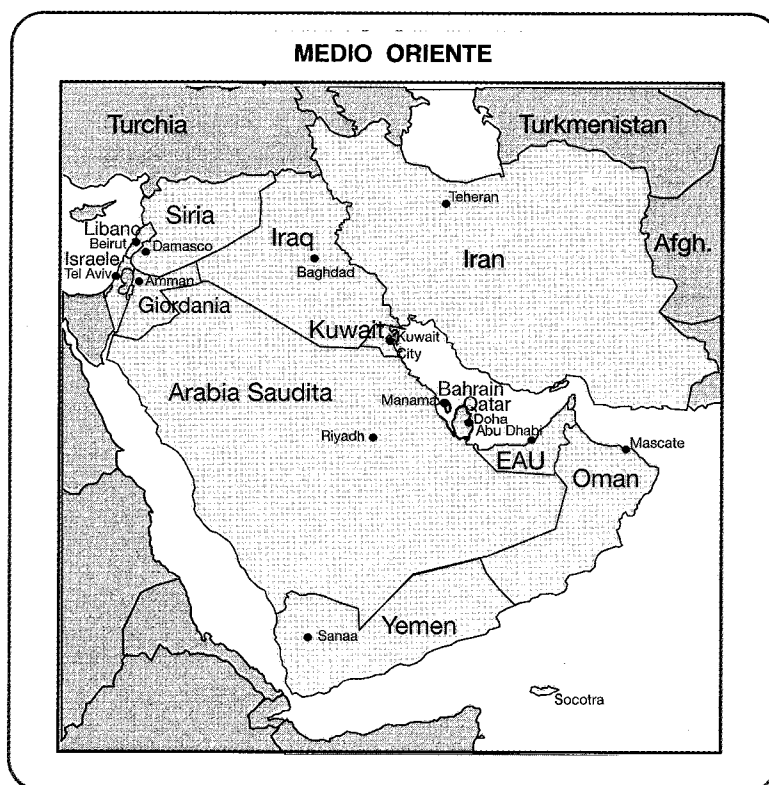 MEDIO ORIENTE
Turchia
Turkmenistan
Teheran
Siria
Libano
Beirut
Damasco
Iraq
Afgh.
Israele
Iran
Tel Aviv
Baghdad
Amman
Giordania
Kuwait
Kuwait
City
Arabia Saudita
Bahrain
Manama
Qatar
Doha
Abu Dhabi
Riyadh
Mascate
EAU
Oman
Yemen
Sanaa
Socotra